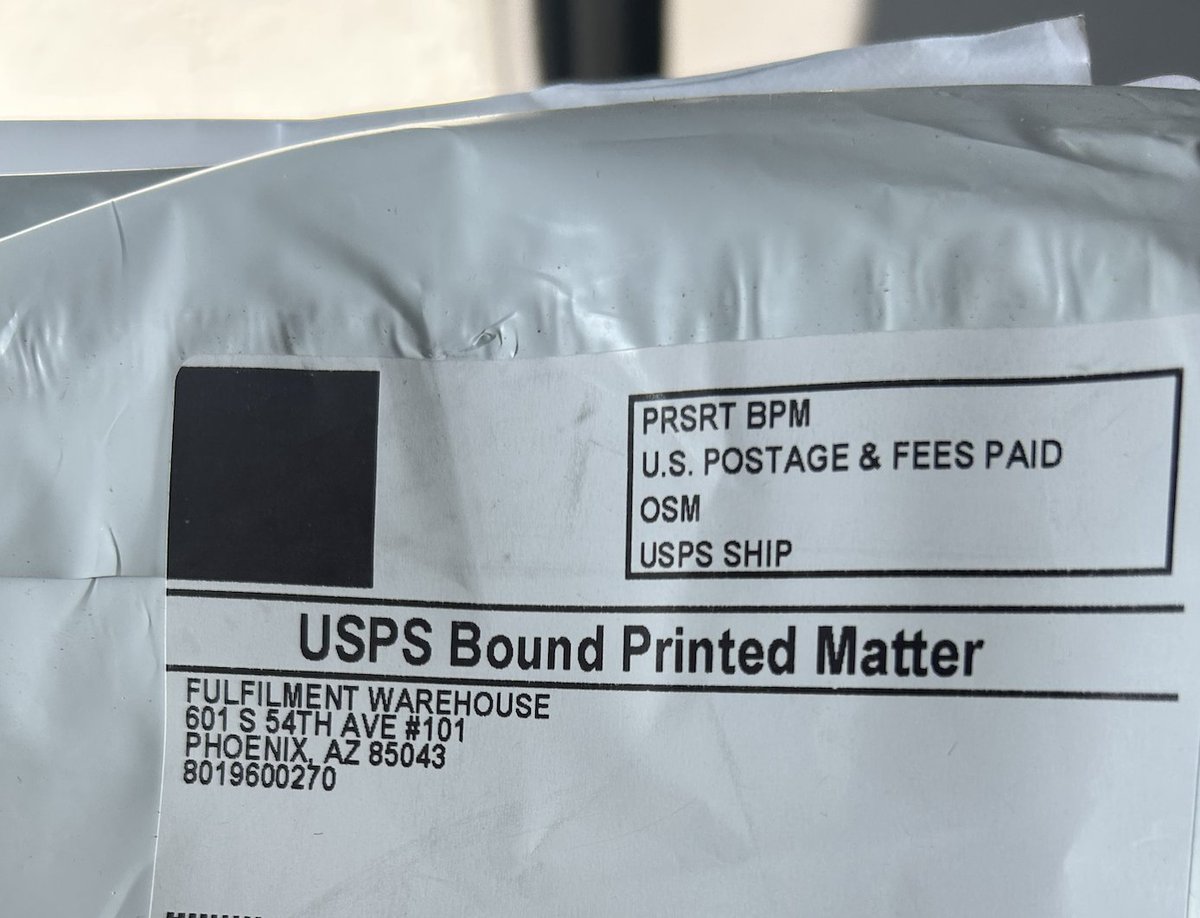 PRSRT BPM
U.S. POSTAGE & FEES PAID
OSM
USPS SHIP
USPS Bound Printed Matter
FULFILMENT WAREHOUSE
601 S 54TH AVE #101
PHOENIX, AZ 85043
8019600270